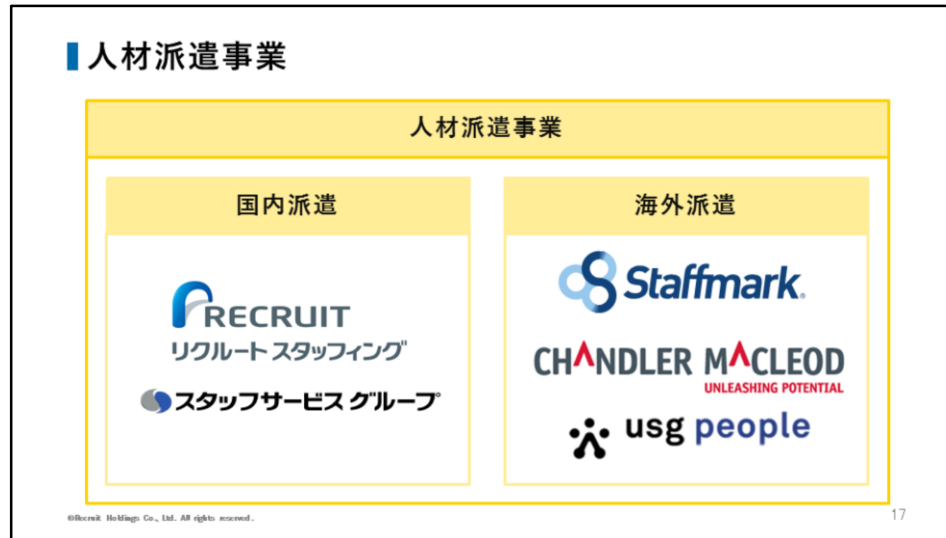 人材派遣事業
人材派遣事業
国内派遣
RECRUIT
リクルート スタッフィング
スタッフサービス グループ
海外派遣
Staffmark.
CHANDLER MACLEOD
UNLEASHING POTENTIAL
usg people
©Recruit Holdings Co., Ltd. All rights reserved.
17